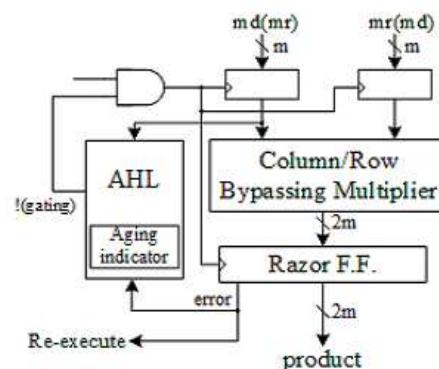 md(mr)
mr(md)
m
m
AHL
Column/Row
Bypassing Multiplier
!(gating)
Aging
indicator
2m
Razor F.F.
error
2m
Re-execute
product